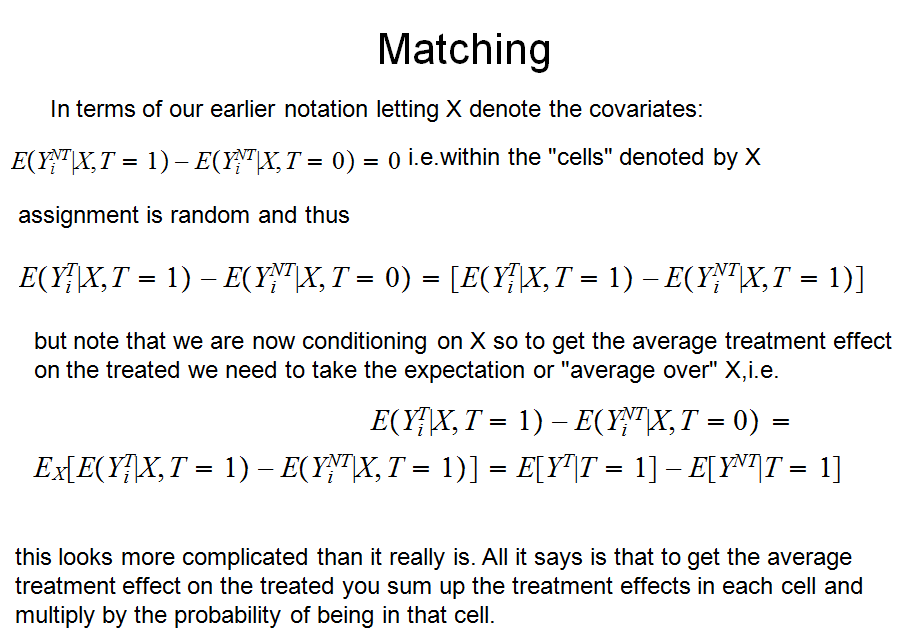 Matching
In terms of our earlier notation letting X denote the covariates:
E(Y_i^{NT}|X, T = 1) − E(Y_i^{NT}|X, T = 0) = 0 i.e.within the "cells" denoted by X
assignment is random and thus
E(Y_i^T|X, T = 1) − E(Y_i^{NT}|X, T = 0) = [E(Y_i^T|X, T = 1) − E(Y_i^{NT}|X, T = 1)]
but note that we are now conditioning on X so to get the average treatment effect
on the treated we need to take the expectation or "average over" X,i.e.
E(Y_i^T|X, T = 1) − E(Y_i^{NT}|X, T = 0) =
E_X[E(Y_i^T|X, T = 1) − E(Y_i^{NT}|X, T = 1)] = E[Y^T|T = 1] − E[Y^{NT}|T = 1]
this looks more complicated than it really is. All it says is that to get the average
treatment effect on the treated you sum up the treatment effects in each cell and
multiply by the probability of being in that cell.